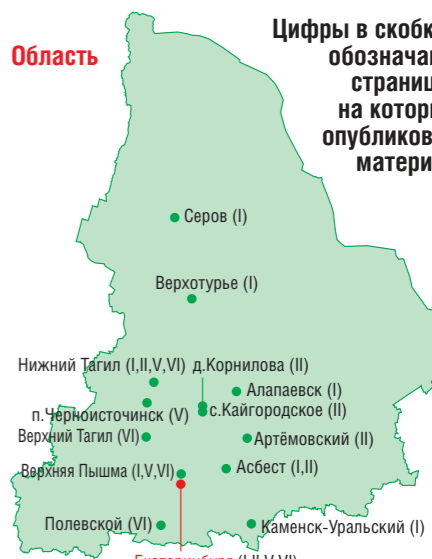 Цифры в скобк
Область
обозначаю
страниц
на которы
опубликов
матери
Серов (I)
Верхотурье (I)
Нижний Тагил (I,II,V,VI) д.Корнилова (II)
Алапаевск (I)
п.Черноисточинск (V) с.Кайгородское (II)
Верхний Тагил (VI) Артёмовский (II)
Верхняя Пышма (I,V,VI) Асбест (I,II)
Полевской (VI) Каменск-Уральский (I)